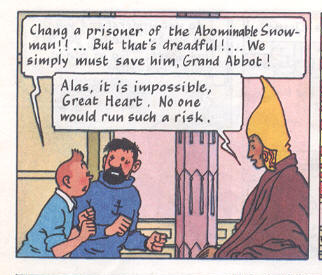 Chang a prisoner of the Abominable Snow-
man!! ... But that's dreadful!... We
simply must save him, Grand Abbot!
Alas, it is impossible,
Great Heart. No one
would run such a risk.